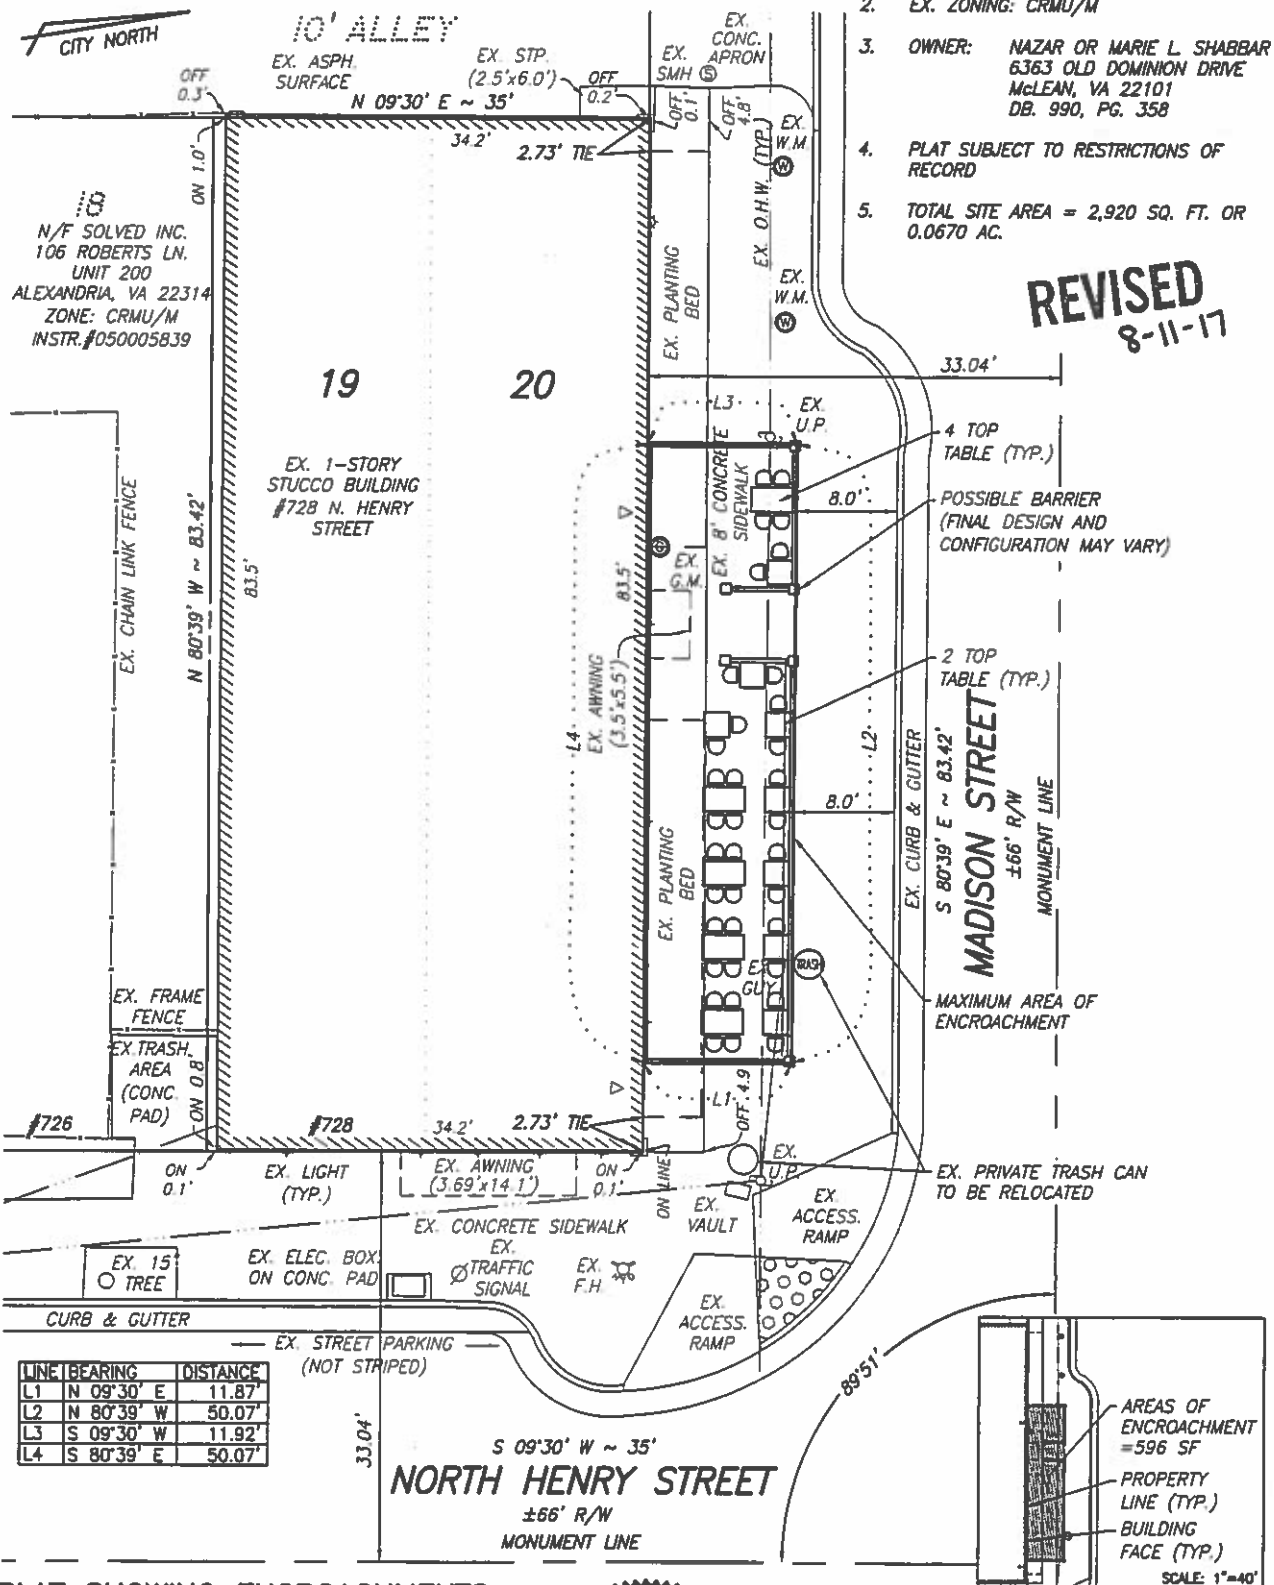 CITY NORTH
10' ALLEY
EX. ASPH.
SURFACE
EX. STP.
(2.5'x6.0')
OFF
0.3'
N 09°30' E ~ 35'
OFF
0.2'
34.2'
2.73' TIE
EX.
SMH Ⓢ
EX.
CONC.
APRON
OFF
0.1'
OFF
4.8'
EX. O.H.W. (TYP.)
EX.
W.M.
W
EX.
W.M.
W
2. EX. ZONING: CRMU/M
3. OWNER: NAZAR OR MARIE L. SHABBAR
6363 OLD DOMINION DRIVE
McLEAN, VA 22101
DB. 990, PG. 358
4. PLAT SUBJECT TO RESTRICTIONS OF
RECORD
5. TOTAL SITE AREA = 2,920 SQ. FT. OR
0.0670 AC.
REVISED
8-11-17
ON 1.0'
18
N/F SOLVED INC.
106 ROBERTS LN.
UNIT 200
ALEXANDRIA, VA 22314
ZONE: CRMU/M
INSTR.#050005839
19
20
EX. PLANTING
BED
33.04'
L3
EX.
U.P.
4 TOP
TABLE (TYP.)
EX. 1-STORY
STUCCO BUILDING
#728 N. HENRY
STREET
EX. 8' CONCRETE
SIDEWALK
8.0'
POSSIBLE BARRIER
(FINAL DESIGN AND
CONFIGURATION MAY VARY)
EX. CHAIN LINK FENCE
N 80°39' W ~ 83.42'
83.5'
83.5'
EX.
G.M.
EX. AWNING
(3.5'x5.5')
L4
2 TOP
TABLE (TYP.)
L2
8.0'
EX. CURB & GUTTER
S 80°39' E ~ 83.42'
MADISON STREET
±66' R/W
MONUMENT LINE
EX. PLANTING
BED
EX.
GUY
TRASH
MAXIMUM AREA OF
ENCROACHMENT
EX. FRAME
FENCE
EX.TRASH
AREA
(CONC.
PAD)
ON 0.8'
L1
OFF 4.9
#726
#728
34.2'
2.73' TIE
ON
0.1'
EX. LIGHT
(TYP.)
EX. AWNING
(3.69'x14.1')
ON
0.1'
ON LINE
EX.
U.P.
EX. PRIVATE TRASH CAN
TO BE RELOCATED
EX.
VAULT
EX.
ACCESS.
RAMP
EX. CONCRETE SIDEWALK
EX. 15"
TREE
EX. ELEC. BOX
ON CONC. PAD
EX.
TRAFFIC
SIGNAL
EX.
F.H.
EX.
ACCESS.
RAMP
CURB & GUTTER
EX. STREET PARKING
(NOT STRIPED)
LINE BEARING DISTANCE
L1 N 09°30' E 11.87'
L2 N 80°39' W 50.07'
L3 S 09°30' W 11.92'
L4 S 80°39' E 50.07'
33.04'
89°51'
S 09°30' W ~ 35'
NORTH HENRY STREET
±66' R/W
MONUMENT LINE
AREAS OF
ENCROACHMENT
=596 SF
PROPERTY
LINE (TYP.)
BUILDING
FACE (TYP.)
SCALE: 1"=40'
PLAT SHOWING ENCROACHMENTS